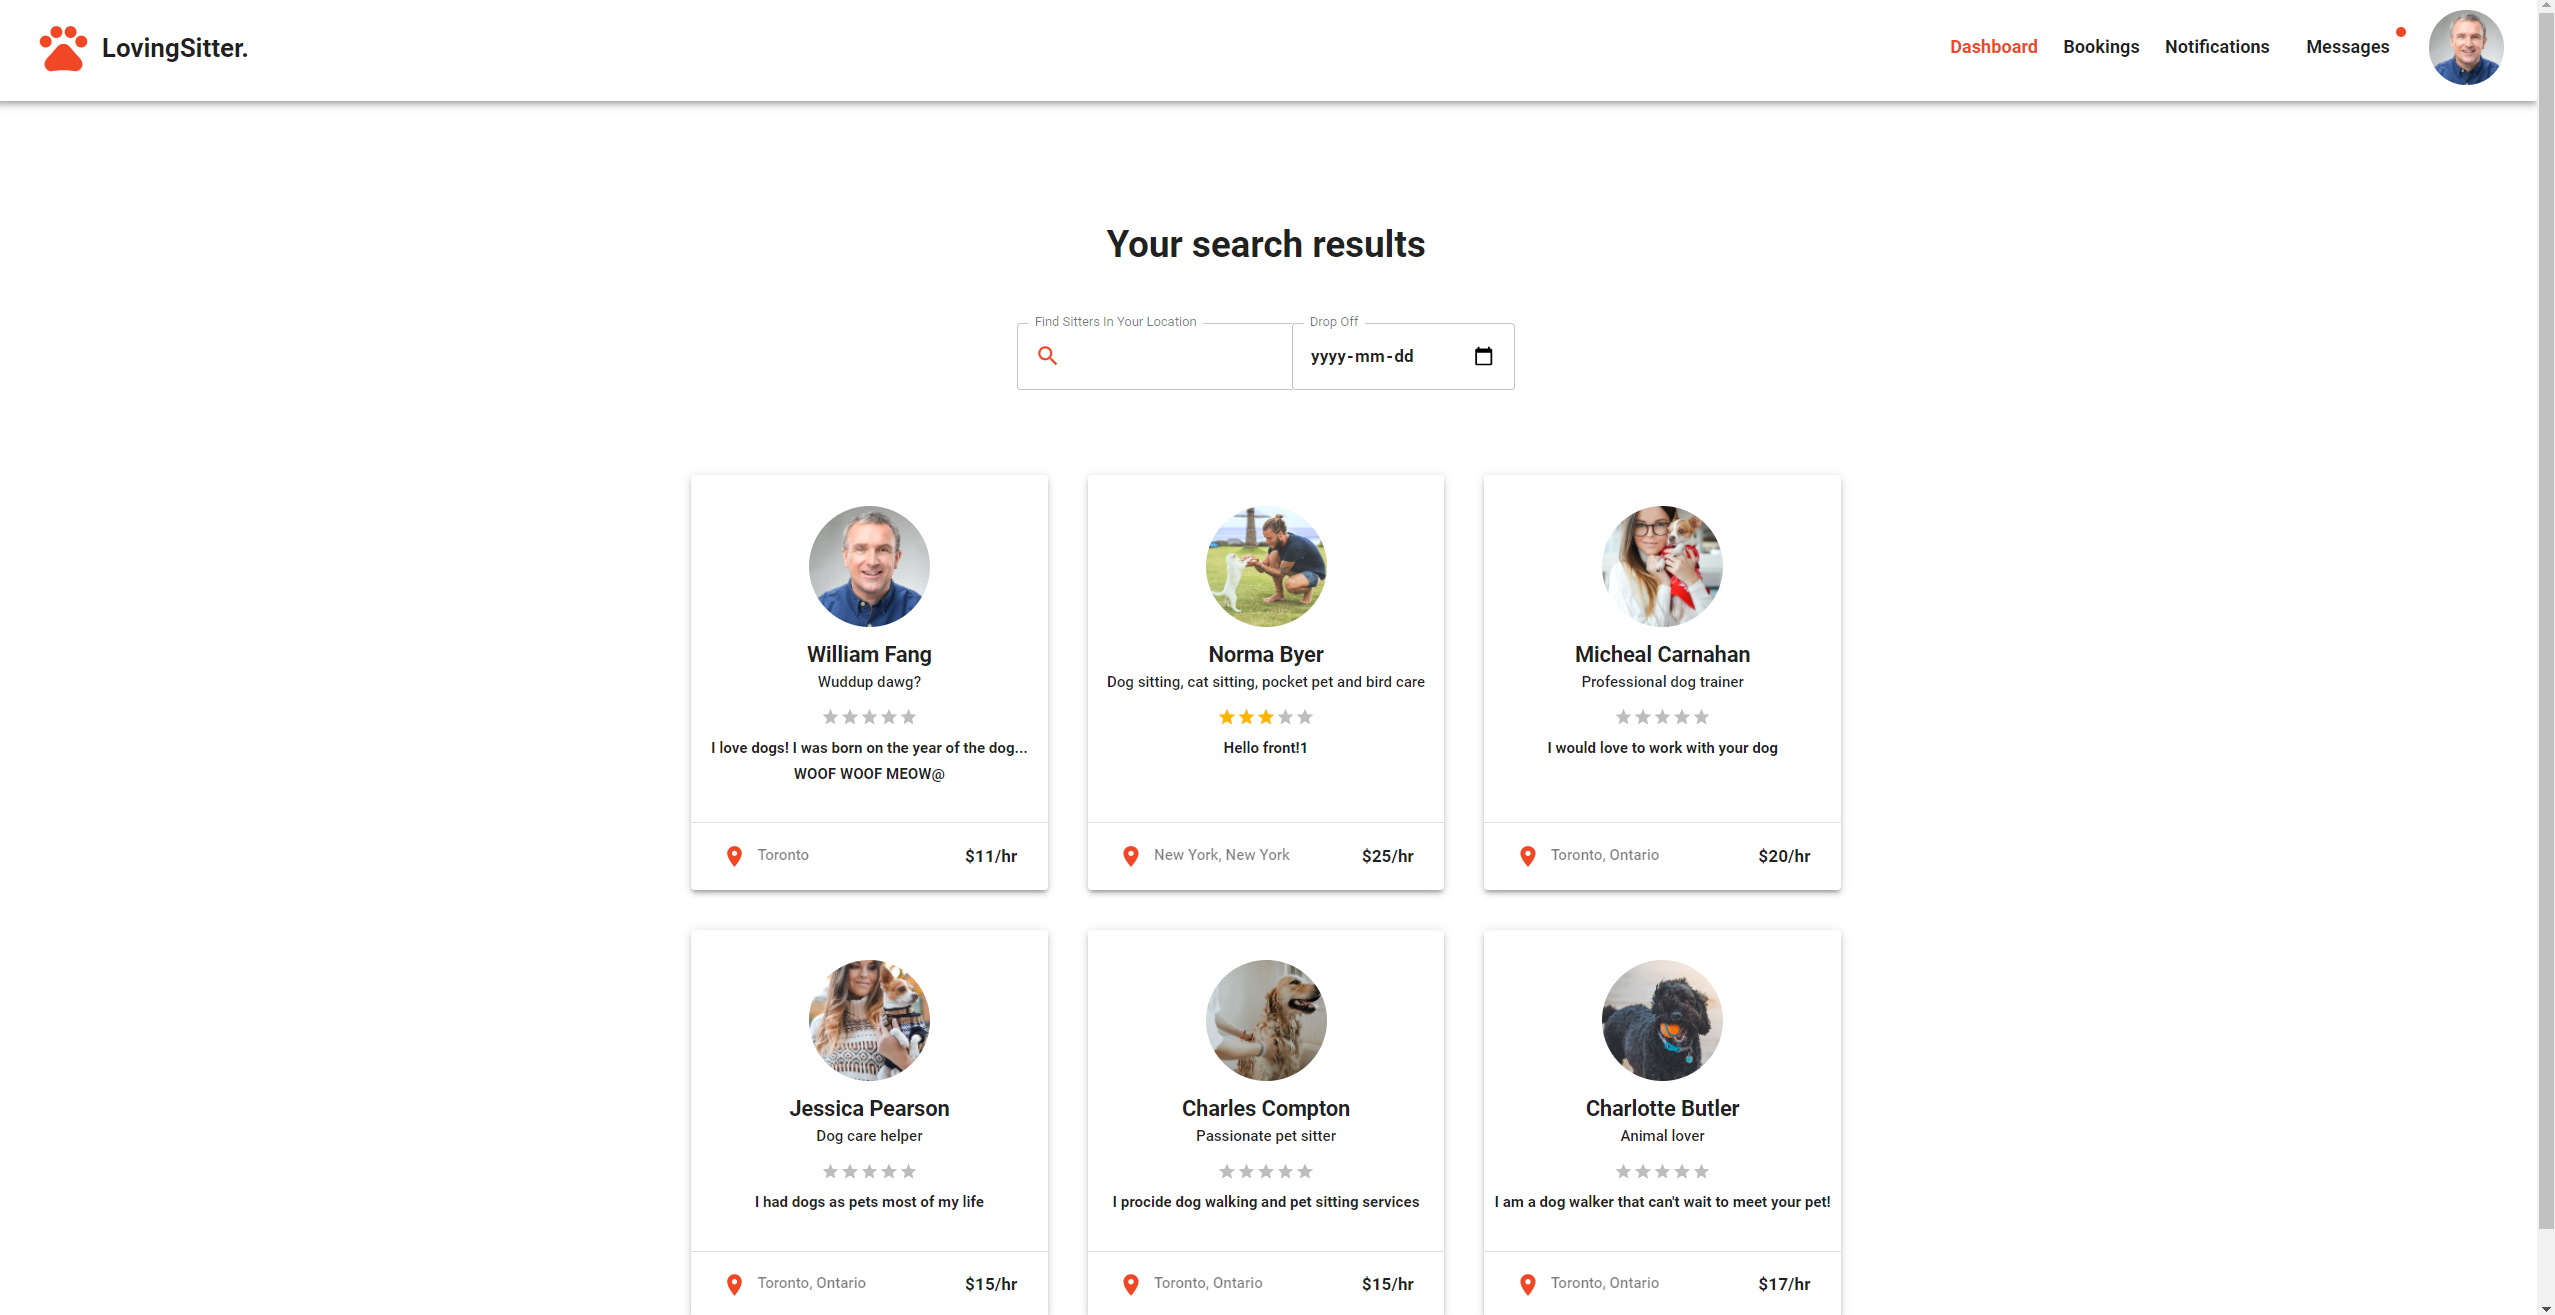 LovingSitter.
Dashboard Bookings Notifications Messages
Your search results
Find Sitters In Your Location
Drop Off
yyyy-mm-dd
William Fang
Wuddup dawg?
I love dogs! I was born on the year of the dog...
WOOF WOOF MEOW@
Toronto $11/hr
Norma Byer
Dog sitting, cat sitting, pocket pet and bird care
Hello front!1
New York, New York $25/hr
Micheal Carnahan
Professional dog trainer
I would love to work with your dog
Toronto, Ontario $20/hr
Jessica Pearson
Dog care helper
I had dogs as pets most of my life
Toronto, Ontario $15/hr
Charles Compton
Passionate pet sitter
I procide dog walking and pet sitting services
Toronto, Ontario $15/hr
Charlotte Butler
Animal lover
I am a dog walker that can't wait to meet your pet!
Toronto, Ontario $17/hr